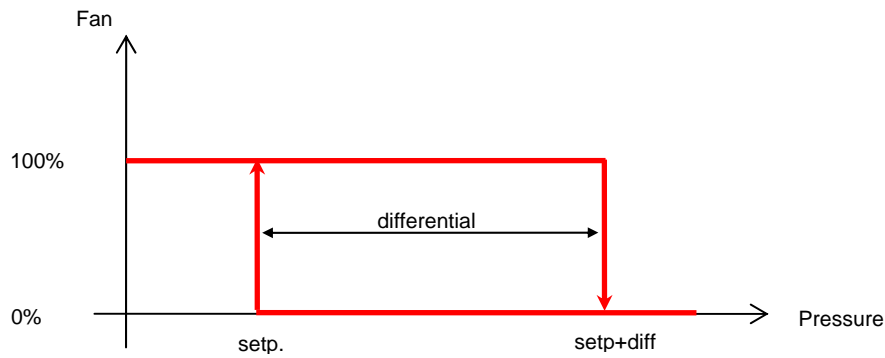 Fan
100%
differential
0%
Pressure
setp.
setp+diff